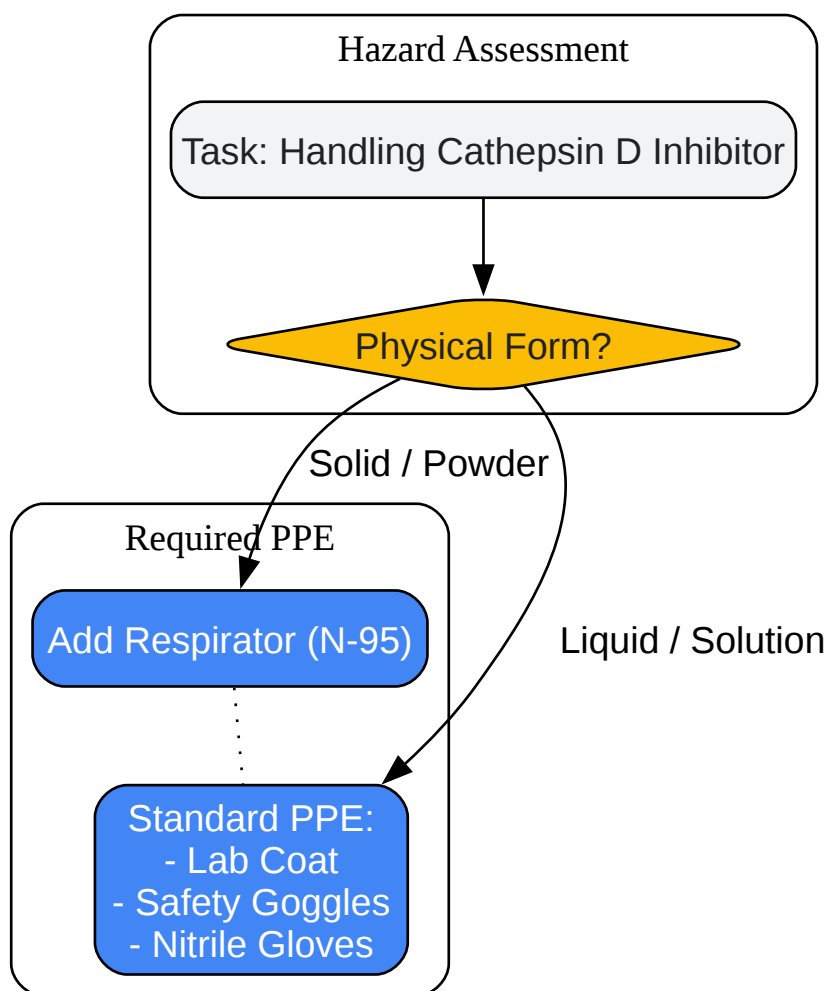 Hazard Assessment
Task: Handling Cathepsin D Inhibitor
Physical Form?
Solid / Powder
Required PPE
Add Respirator (N-95)
Liquid / Solution
Standard PPE:
- Lab Coat
- Safety Goggles
- Nitrile Gloves